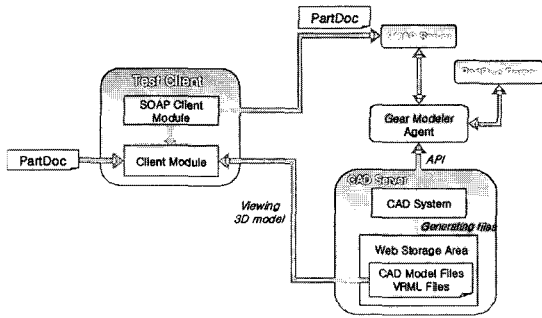 PartDoc
Test Client
SOAP Client
Module
Client Module
PartDoc
Gear Modeler
Agent
API
Viewing
3D model
CAD Server
CAD System
Generating files
Web Storage Area
CAD Model Files
VRML Files